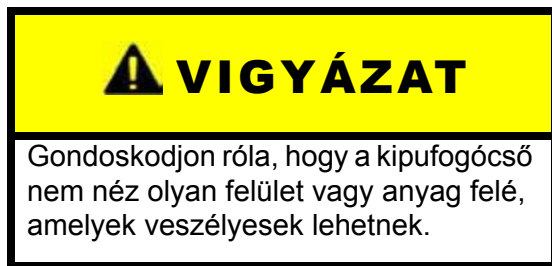 VIGYÁZAT
Gondoskodjon róla, hogy a kipufogócső
nem néz olyan felület vagy anyag felé,
amelyek veszélyesek lehetnek.